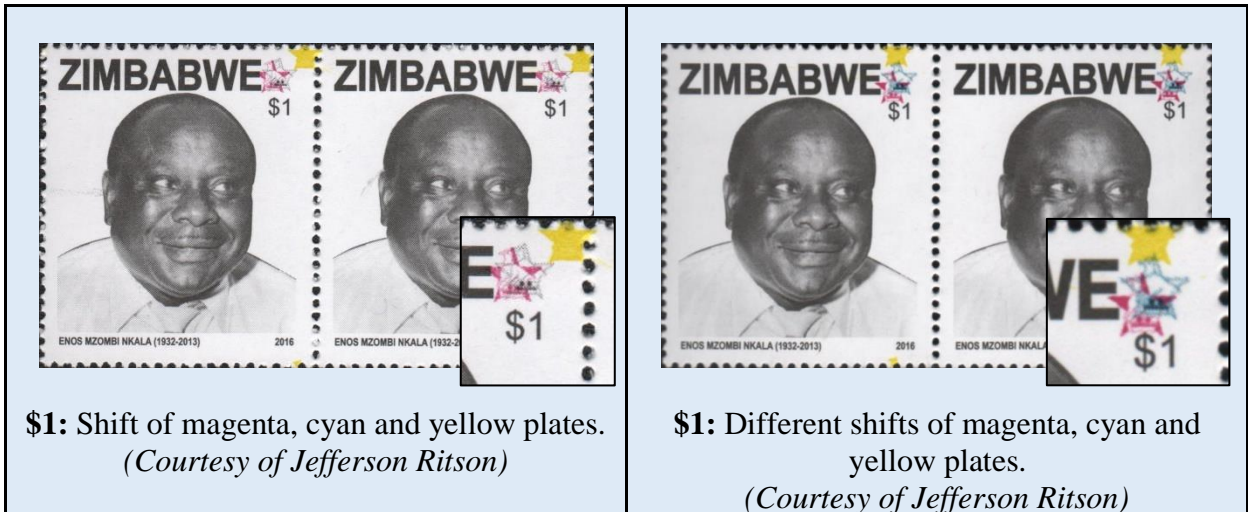 ZIMBABWE ZIMBABWE
$1 $1
E
$1
ENOS MZOMBI NKALA (1932-2013) 2016 ENOS MZOMBI NKALA (1932-2
$1: Shift of magenta, cyan and yellow plates.
(Courtesy of Jefferson Ritson)
ZIMBABWE ZIMBABWE
$1 $1
WE
$1
ENOS MZOMBI NKALA (1932-2013) 2016 ENOS MZOMBI NKALA
$1: Different shifts of magenta, cyan and
yellow plates.
(Courtesy of Jefferson Ritson)